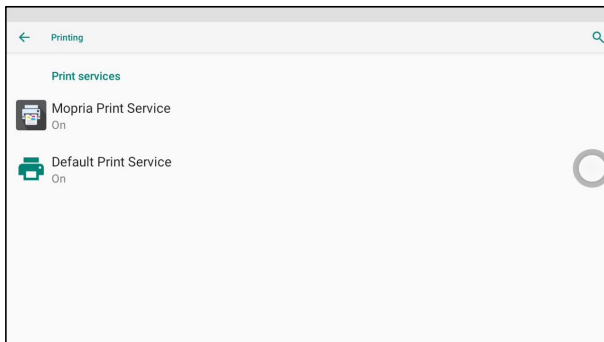 Printing
Print services
Mopria Print Service
On
Default Print Service
On